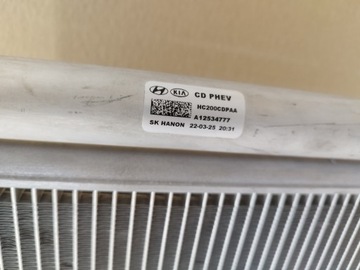 KIA CD PHEV
HC200CDPAA
A12534777
SK HANON 22-03-25 20:31